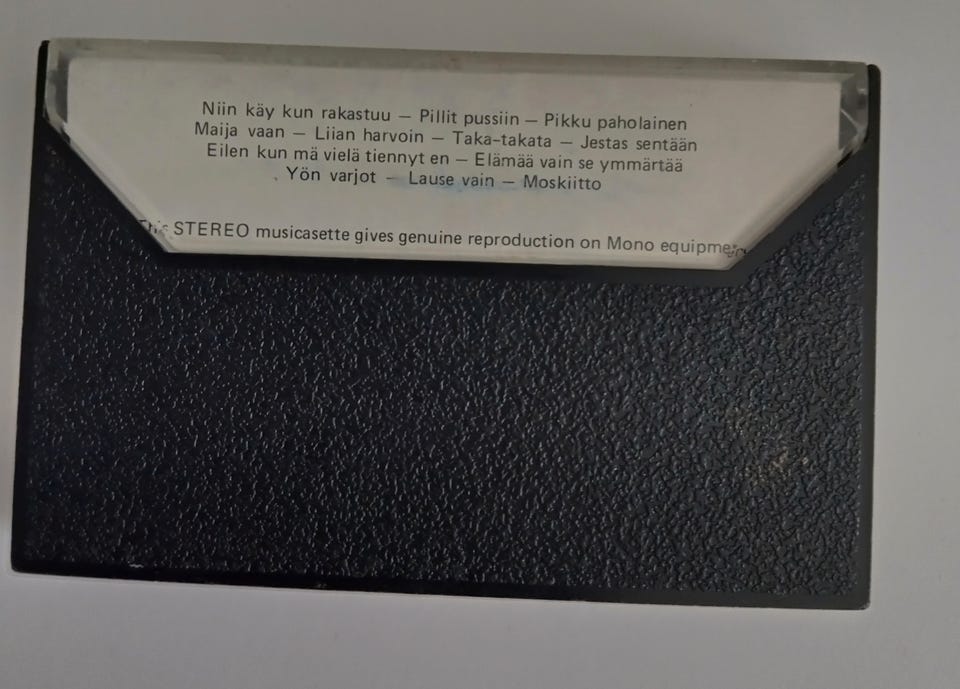 Niin käy kun rakastuu – Pillit pussiin – Pikku paholainen
Maija vaan – Liian harvoin – Taka-takata – Jestas sentään
Eilen kun mä vielä tiennyt en – Elämää vain se ymmärtää
Yön varjot – Lause vain – Moskiitto
This STEREO musicasette gives genuine reproduction on Mono